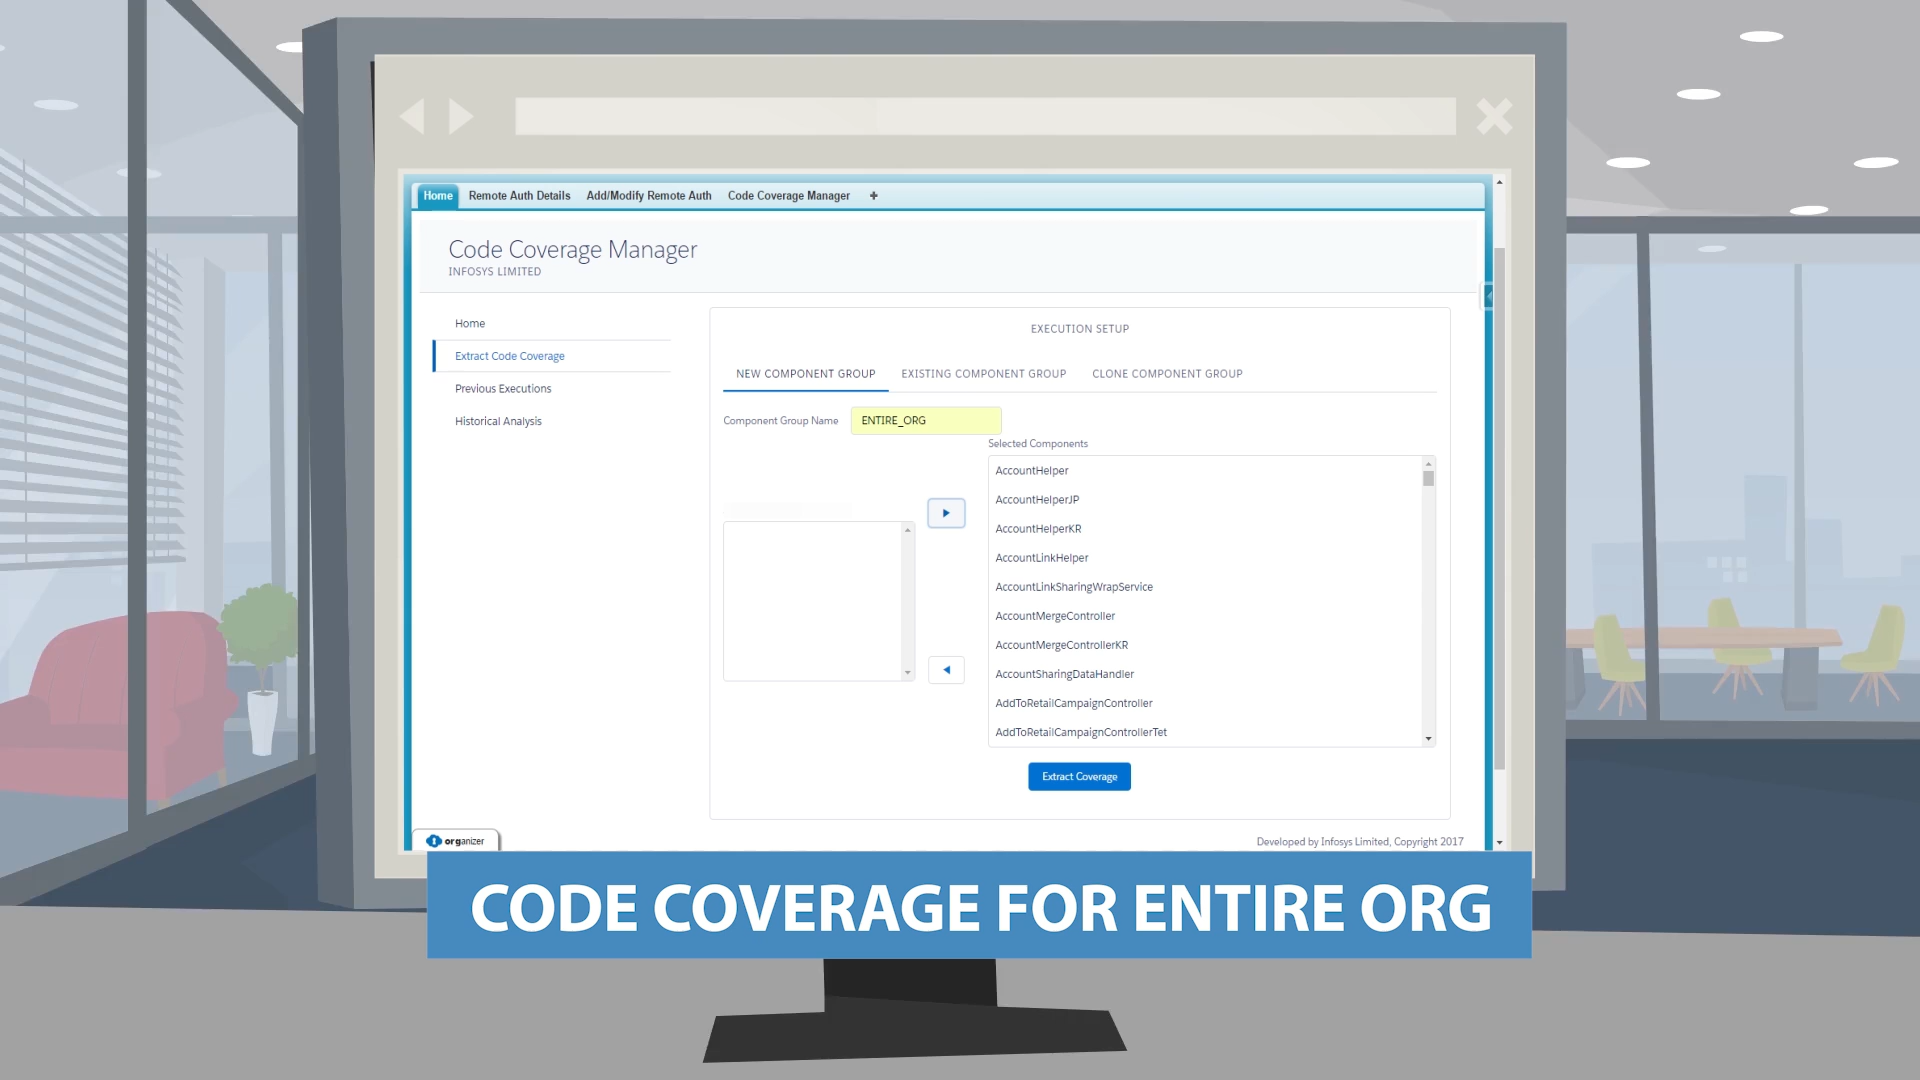 Home Remote Auth Details Add/Modify Remote Auth Code Coverage Manager +
Code Coverage Manager
INFOSYS LIMITED
Home
Extract Code Coverage
Previous Executions
Historical Analysis
EXECUTION SETUP
NEW COMPONENT GROUP EXISTING COMPONENT GROUP CLONE COMPONENT GROUP
Component Group Name ENTIRE_ORG
Selected Components
AccountHelper
AccountHelperJP
AccountHelperKR
AccountLinkHelper
AccountLinkSharingWrapService
AccountMergeController
AccountMergeControllerKR
AccountSharingDataHandler
AddToRetailCampaignController
AddToRetailCampaignControllerTet
Extract Coverage
organizer
Developed by Infosys Limited, Copyright 2017
CODE COVERAGE FOR ENTIRE ORG